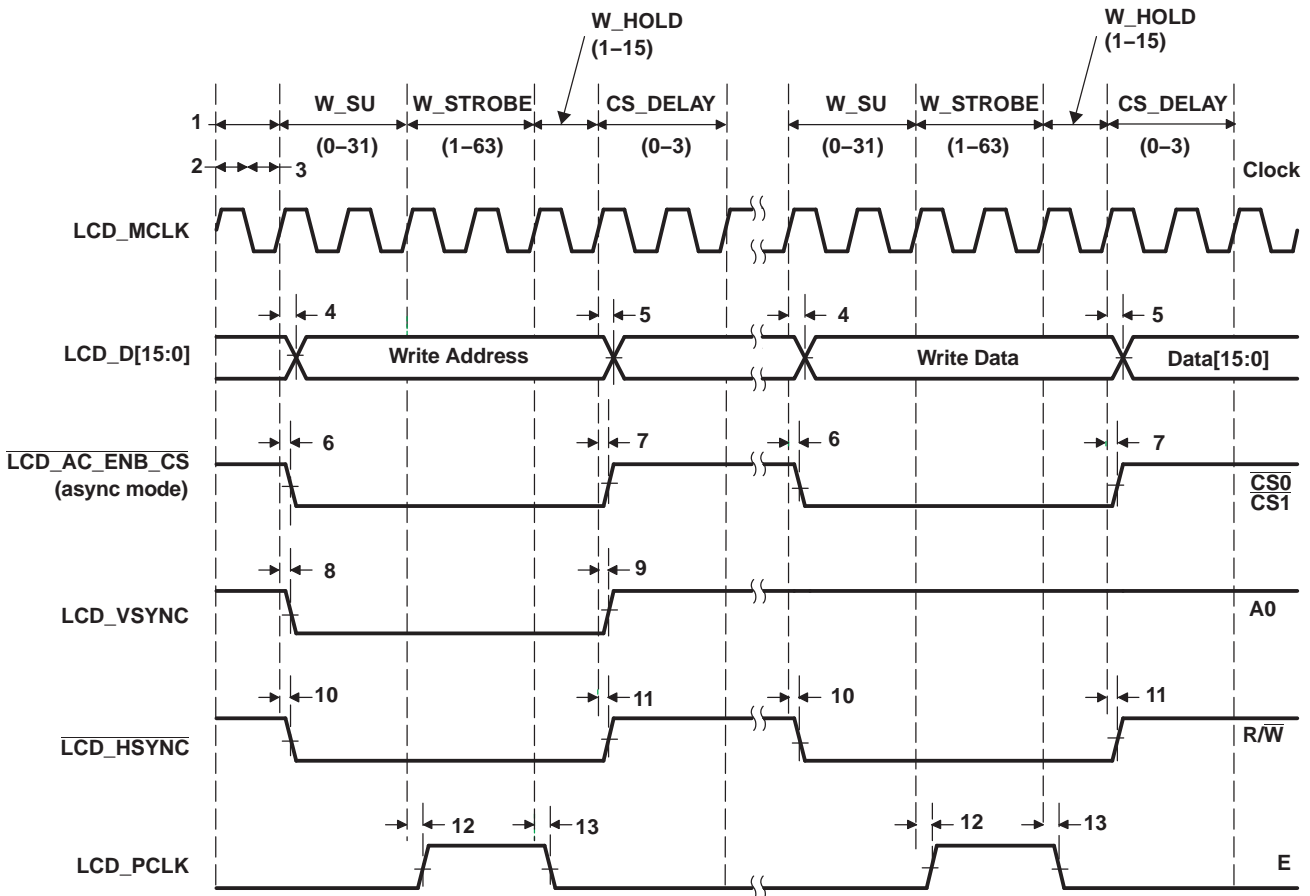 W_HOLD
(1–15)
W_HOLD
(1–15)
W_SU W_STROBE CS_DELAY W_SU W_STROBE CS_DELAY
1
(0–31) (1–63) (0–3) (0–31) (1–63) (0–3)
2 3 Clock
LCD_MCLK
4 5 4 5
LCD_D[15:0] Write Address Write Data Data[15:0]
6 7 6 7
LCD_AC_ENB_CS
(async mode)
CS0
CS1
8 9
LCD_VSYNC A0
10 11 10 11
LCD_HSYNC R/W
12 13 12 13
LCD_PCLK E